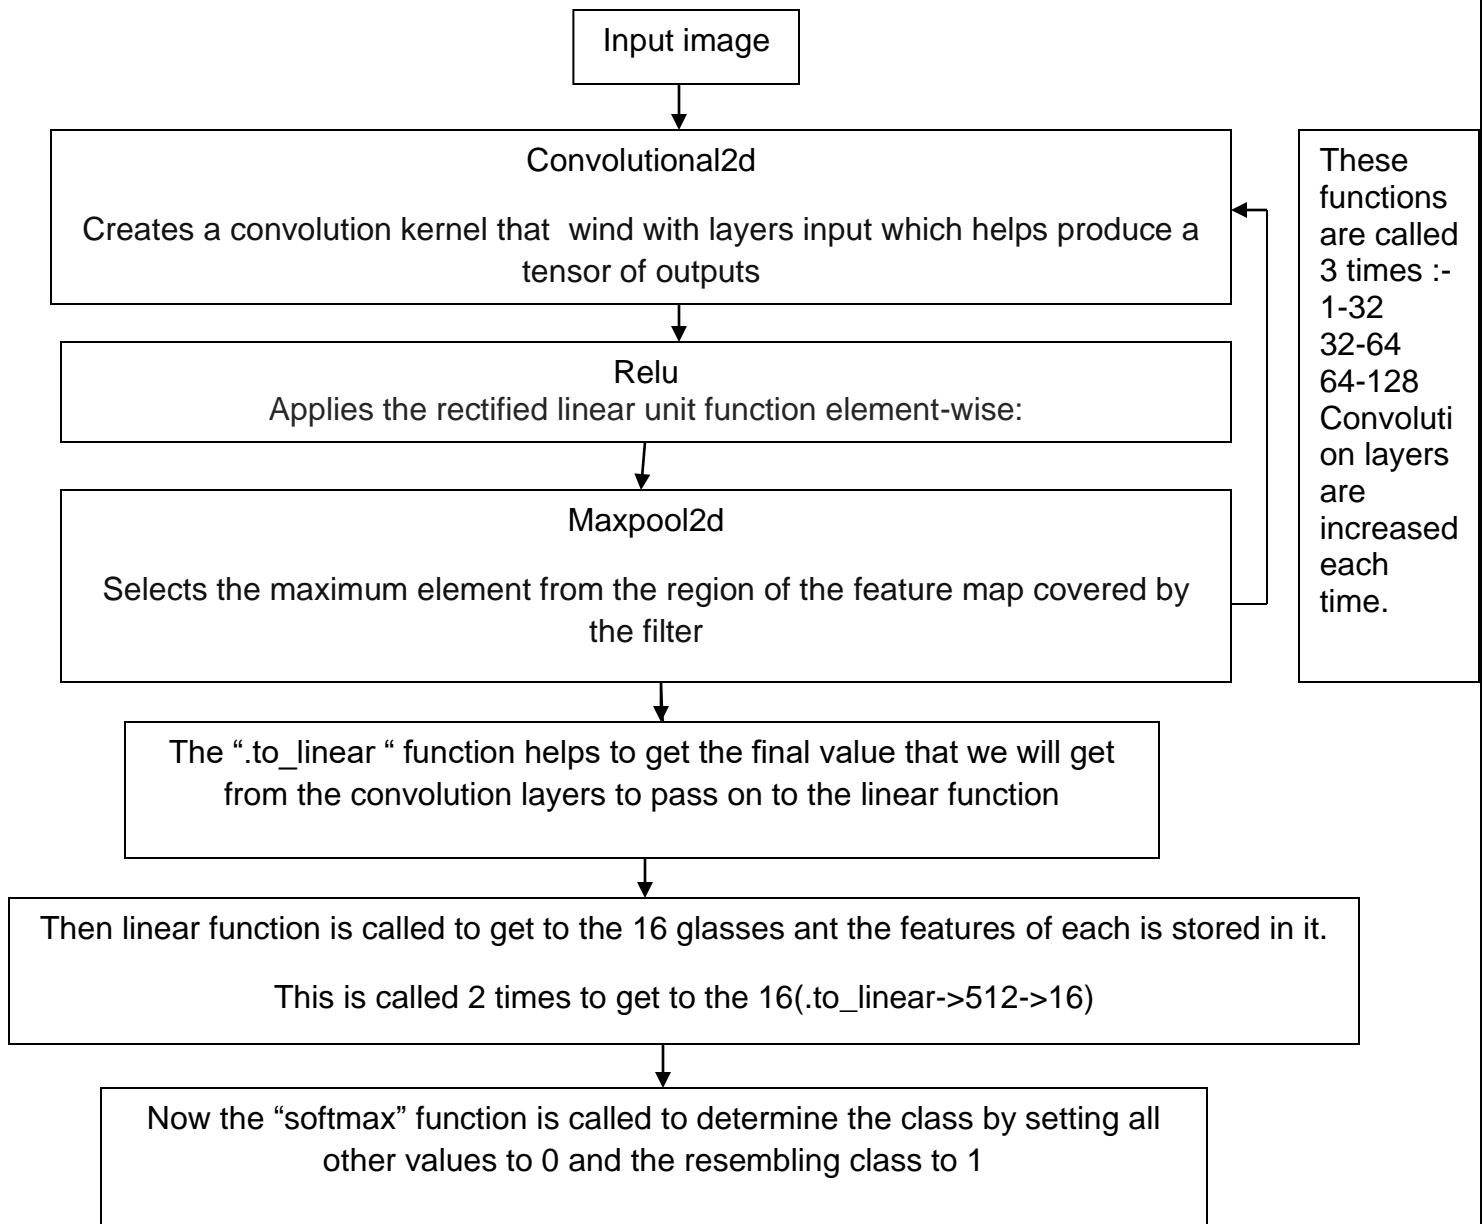 Input image
Convolutional2d
Creates a convolution kernel that  wind with layers input which helps produce a
tensor of outputs
Relu
Applies the rectified linear unit function element-wise:
Maxpool2d
Selects the maximum element from the region of the feature map covered by
the filter
These
functions
are called
3 times :-
1-32
32-64
64-128
Convoluti
on layers
are
increased
each
time.
The “.to_linear “ function helps to get the final value that we will get
from the convolution layers to pass on to the linear function
Then linear function is called to get to the 16 glasses ant the features of each is stored in it.
This is called 2 times to get to the 16(.to_linear->512->16)
Now the “softmax” function is called to determine the class by setting all
other values to 0 and the resembling class to 1